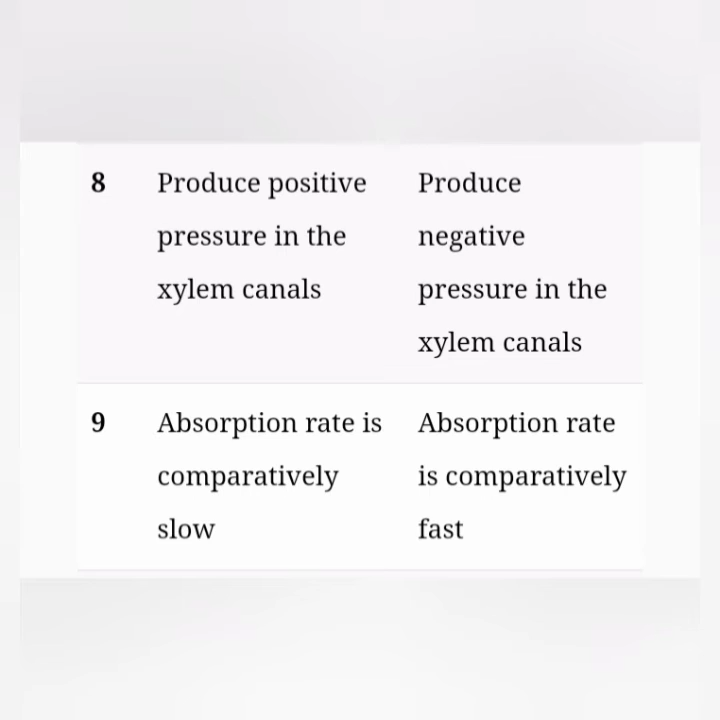 8
Produce positive
pressure in the
xylem canals
Produce
negative
pressure in the
xylem canals
9
Absorption rate is
comparatively
slow
Absorption rate
is comparatively
fast